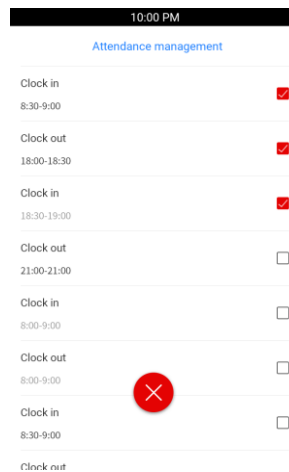 10:00 PM
Attendance management
Clock in
8:30-9:00
Clock out
18:00-18:30
Clock in
18:30-19:00
Clock out
21:00-21:00
Clock in
8:00-9:00
Clock out
8:00-9:00
Clock in
8:30-9:00
Clock out